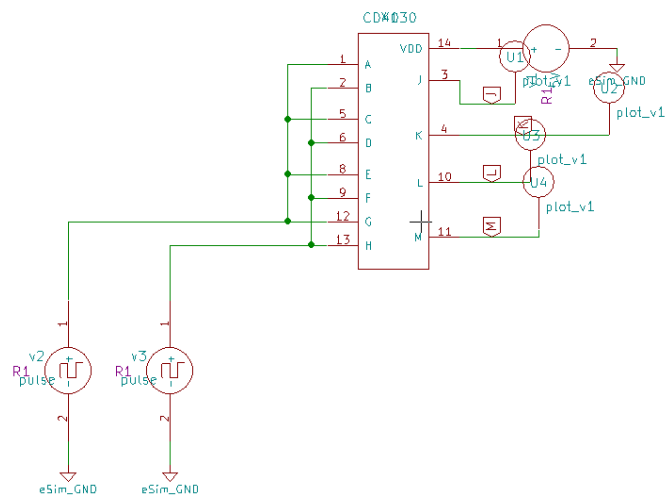 CD4030
VDD 14
1 + - 2
U1
plot_v1
R1
eSim_GND
U2
plot_v1
1 A
2 B
J 3
J
5 C
6 D
K 4
U3
plot_v1
8 E
9 F
L 10
L
U4
plot_v1
12 G
13 H
M 11
M
1
1
v2
R1
pulse
+
-
v3
R1
pulse
+
-
2
2
eSim_GND
eSim_GND